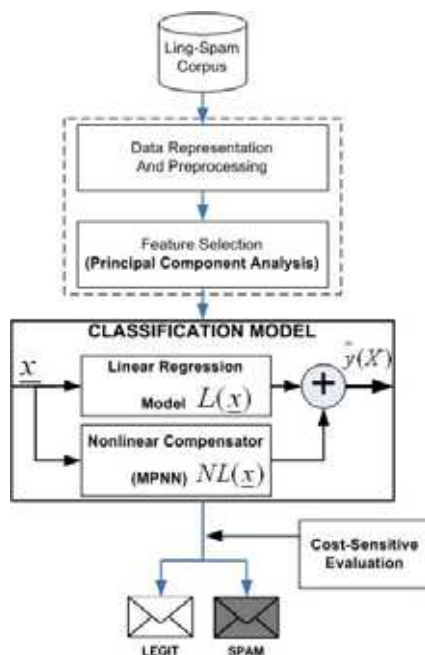 Ling-Spam
Corpus
Data Representation
And Preprocessing
Feature Selection
(Principal Component Analysis)
CLASSIFICATION MODEL
x
Linear Regression
Model L(x)
Nonlinear Compensator
(MPNN) NL(x)
+
ŷ(X)
Cost-Sensitive
Evaluation
LEGIT
SPAM